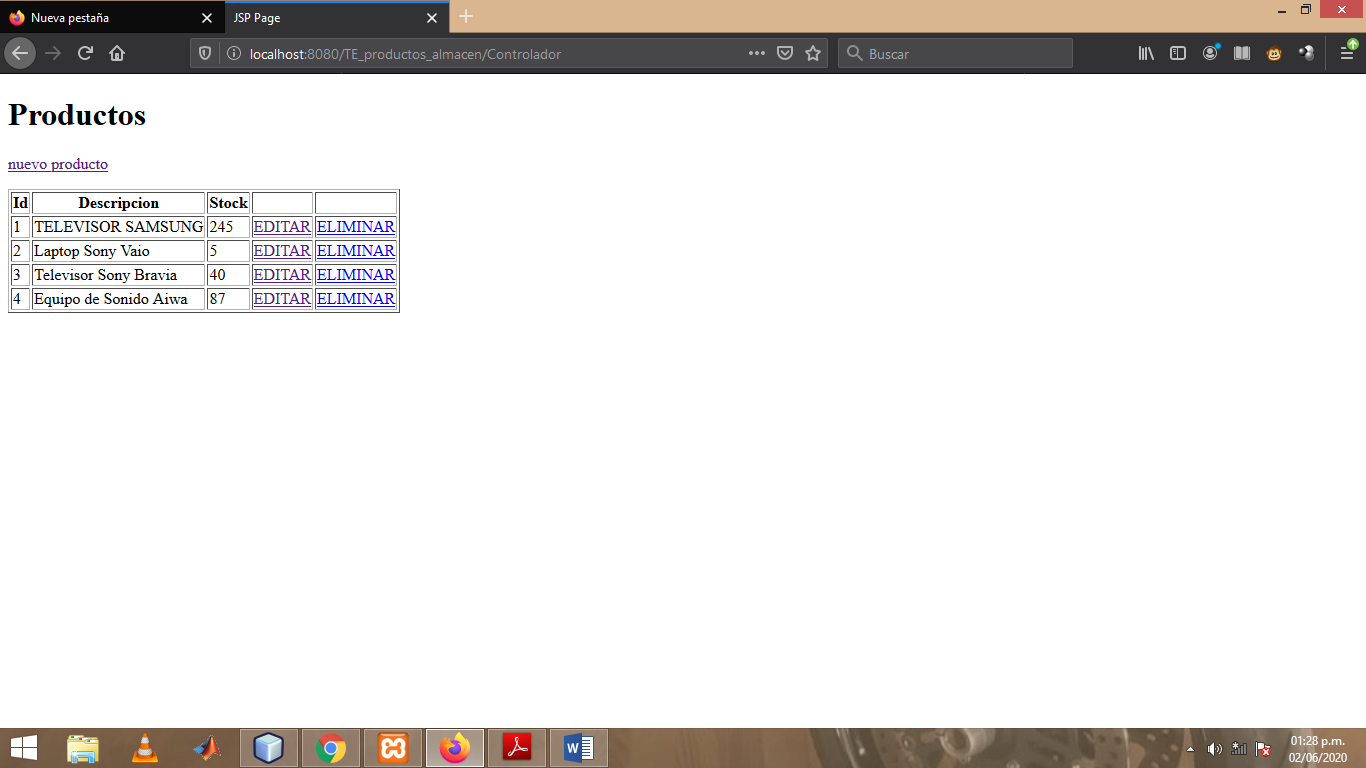 Nueva pestaña
JSP Page
localhost:8080/TE_productos_almacen/Controlador
Buscar
Productos
nuevo producto
Id Descripcion Stock
1 TELEVISOR SAMSUNG 245 EDITAR ELIMINAR
2 Laptop Sony Vaio 5 EDITAR ELIMINAR
3 Televisor Sony Bravia 40 EDITAR ELIMINAR
4 Equipo de Sonido Aiwa 87 EDITAR ELIMINAR
01:28 p.m.
02/06/2020